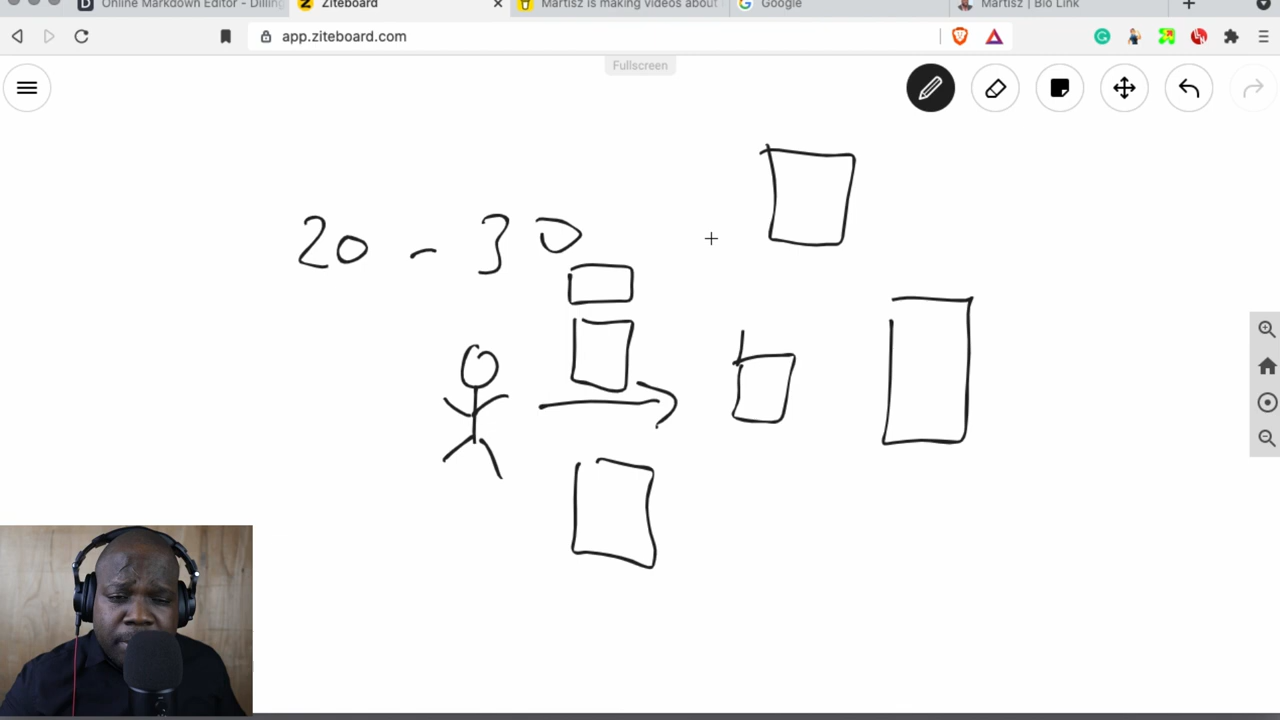 Online Markdown Editor - Dilling
Ziteboard
Martisz is making videos about
Google
Martisz | Bio Link
app.ziteboard.com
Fullscreen
20 - 30